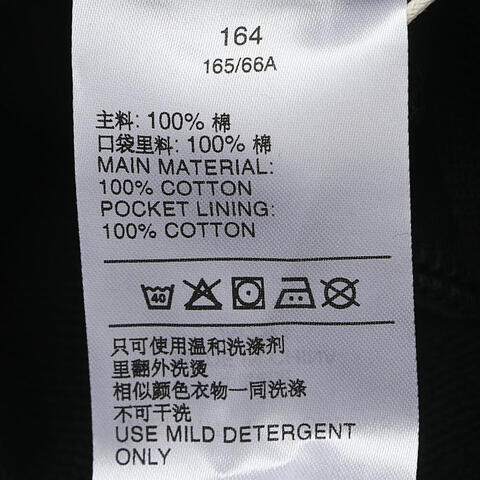 164
165/66A
主料: 100% 棉
口袋里料: 100% 棉
MAIN MATERIAL:
100% COTTON
POCKET LINING:
100% COTTON
40
只可使用温和洗涤剂
里翻外洗烫
相似颜色衣物一同洗涤
不可干洗
USE MILD DETERGENT
ONLY